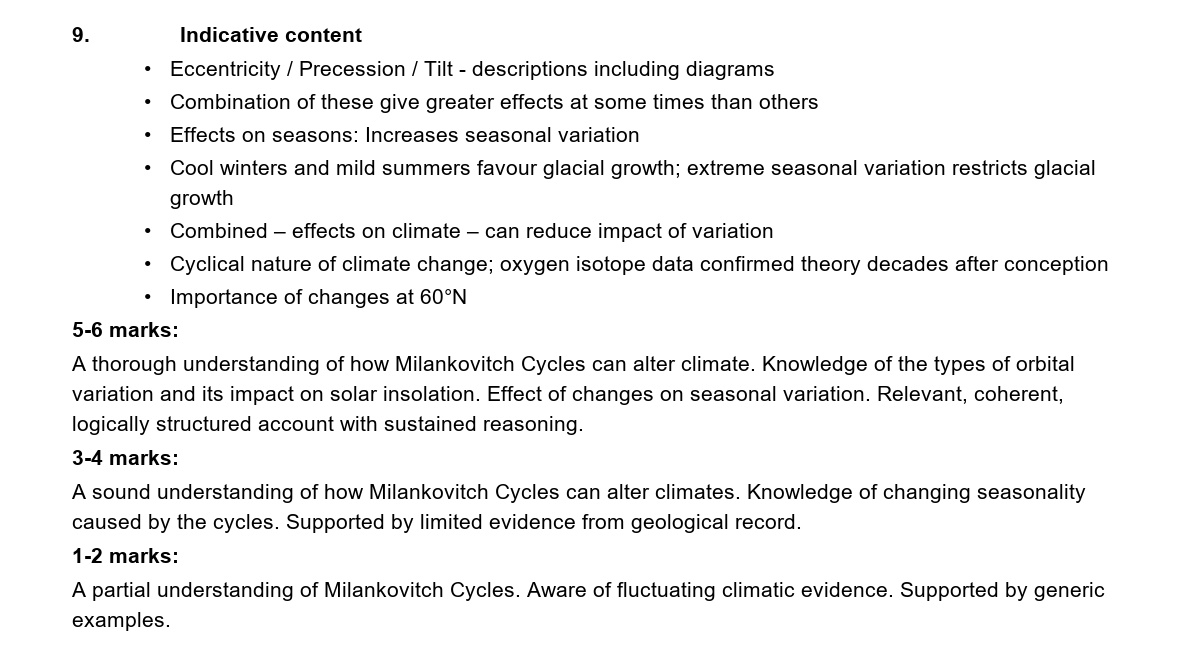 9. Indicative content
• Eccentricity / Precession / Tilt - descriptions including diagrams
• Combination of these give greater effects at some times than others
• Effects on seasons: Increases seasonal variation
• Cool winters and mild summers favour glacial growth; extreme seasonal variation restricts glacial
growth
• Combined – effects on climate – can reduce impact of variation
• Cyclical nature of climate change; oxygen isotope data confirmed theory decades after conception
• Importance of changes at 60°N
5-6 marks:
A thorough understanding of how Milankovitch Cycles can alter climate. Knowledge of the types of orbital
variation and its impact on solar insolation. Effect of changes on seasonal variation. Relevant, coherent,
logically structured account with sustained reasoning.
3-4 marks:
A sound understanding of how Milankovitch Cycles can alter climates. Knowledge of changing seasonality
caused by the cycles. Supported by limited evidence from geological record.
1-2 marks:
A partial understanding of Milankovitch Cycles. Aware of fluctuating climatic evidence. Supported by generic
examples.